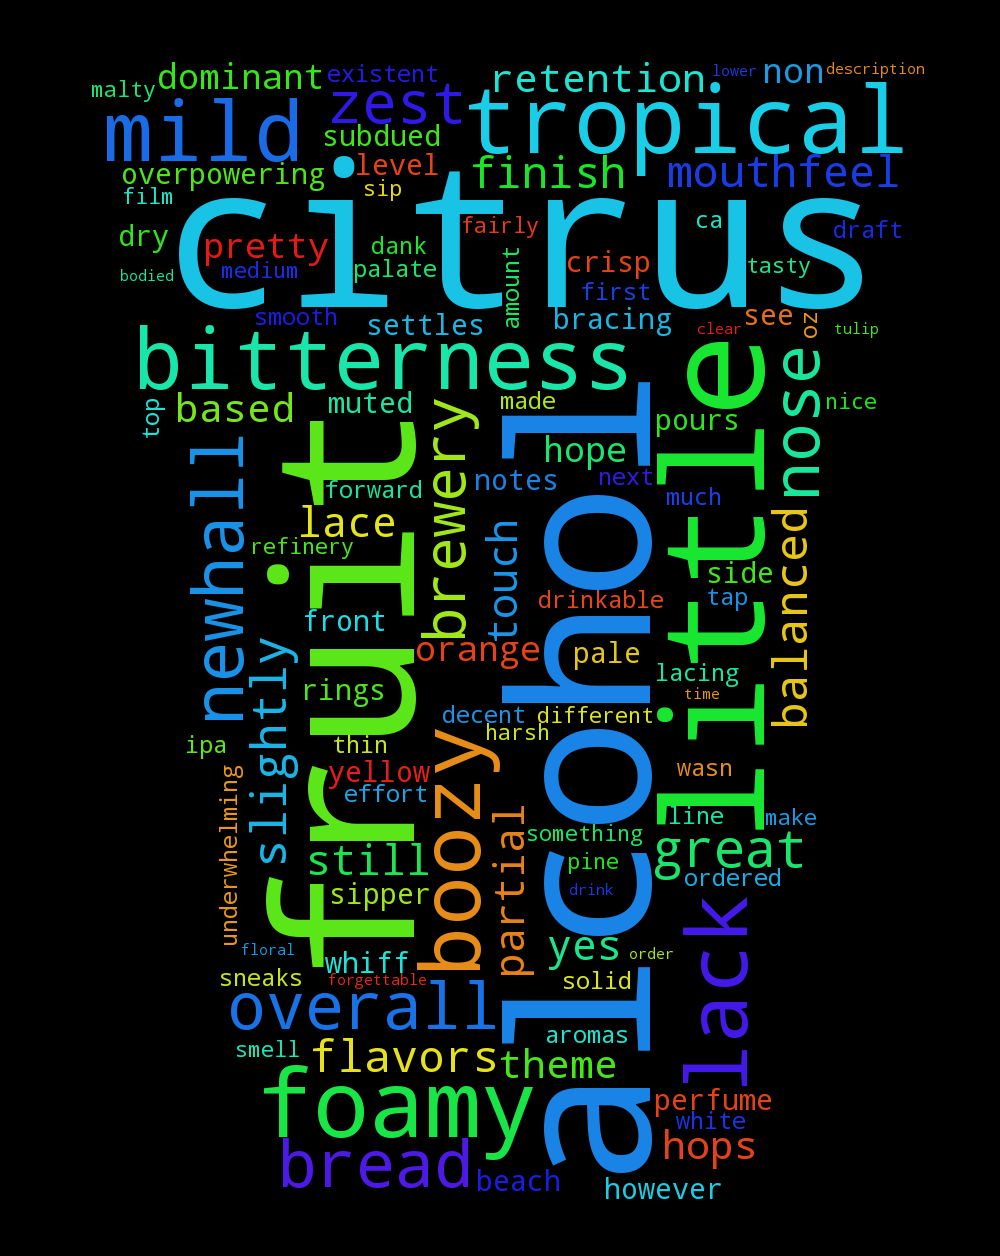 malty
dominant
existent
retention
lower
non
description
mild
zest
tropical
subdued
overpowering
level
finish
mouthfeel
film
sip
citrus
fairly
ca
draft
dry
pretty
dank
crisp
tasty
bodied
medium
palate
amount
first
smooth
settles
bracing
clear
see
oz
tulip
bitterness
little
nose
top
based
muted
made
pours
nice
fruit
brewery
alcohol
hope
newhall
forward
notes
next
much
lace
touch
balanced
refinery
side
drinkable
tap
front
slightly
orange
pale
lacing
rings
time
decent
different
ipa
thin
harsh
boozy
yellow
wasn
underwhelming
effort
partial
line
make
something
still
pine
great
sipper
drink
ordered
lack
floral
whiff
yes
order
sneaks
forgettable
solid
overall
aromas
smell
flavors
theme
foamy
perfume
white
bread
hops
beach
however